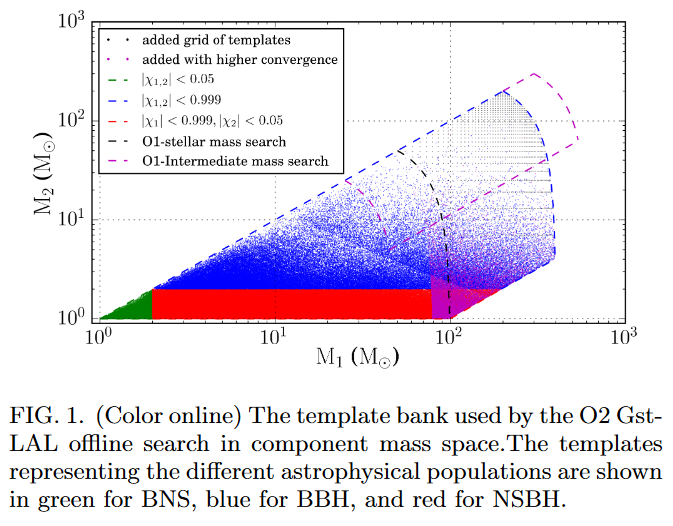 10³
10²
10¹
10⁰
M₂ (M⊙)
added grid of templates
added with higher convergence
|χ₁,₂| < 0.05
|χ₁,₂| < 0.999
|χ₁| < 0.999, |χ₂| < 0.05
O1-stellar mass search
O1-Intermediate mass search
10⁰ 10¹ 10² 10³
M₁ (M⊙)
FIG. 1. (Color online) The template bank used by the O2 Gst-
LAL offline search in component mass space.The templates
representing the different astrophysical populations are shown
in green for BNS, blue for BBH, and red for NSBH.